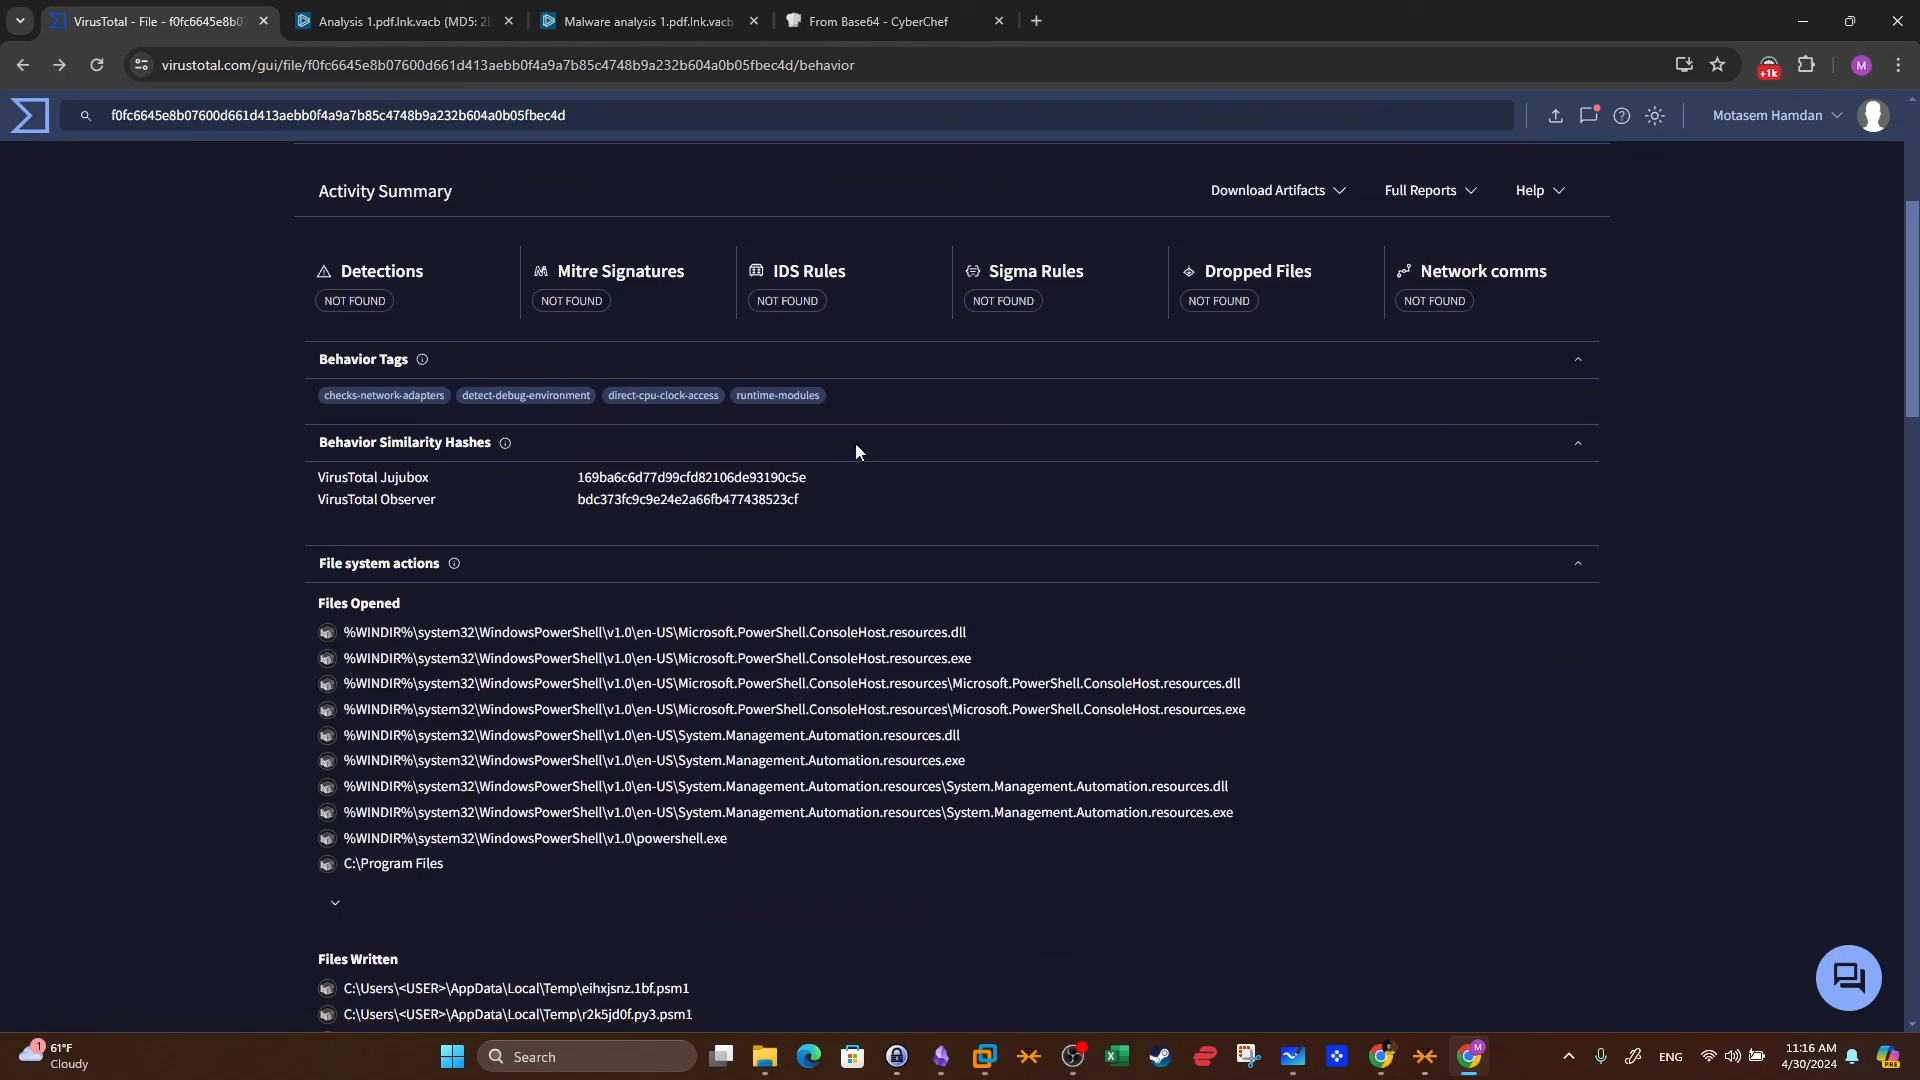 VirusTotal - File - f0fc6645e8b0
Analysis 1.pdf.lnk.vacb (MD5: 2
Malware analysis 1.pdf.lnk.vacb
From Base64 - CyberChef
virustotal.com/gui/file/f0fc6645e8b07600d661d413aebb0f4a9a7b85c4748b9a232b604a0b05fbec4d/behavior
+1k
M
f0fc6645e8b07600d661d413aebb0f4a9a7b85c4748b9a232b604a0b05fbec4d
Motasem Hamdan
Activity Summary
Download Artifacts
Full Reports
Help
Detections
Mitre Signatures
IDS Rules
Sigma Rules
Dropped Files
Network comms
NOT FOUND
NOT FOUND
NOT FOUND
NOT FOUND
NOT FOUND
NOT FOUND
Behavior Tags
checks-network-adapters
detect-debug-environment
direct-cpu-clock-access
runtime-modules
Behavior Similarity Hashes
VirusTotal Jujubox 169ba6c6d77d99cfd82106de93190c5e
VirusTotal Observer bdc373fc9c9e24e2a66fb477438523cf
File system actions
Files Opened
%WINDIR%\system32\WindowsPowerShell\v1.0\en-US\Microsoft.PowerShell.ConsoleHost.resources.dll
%WINDIR%\system32\WindowsPowerShell\v1.0\en-US\Microsoft.PowerShell.ConsoleHost.resources.exe
%WINDIR%\system32\WindowsPowerShell\v1.0\en-US\Microsoft.PowerShell.ConsoleHost.resources\Microsoft.PowerShell.ConsoleHost.resources.dll
%WINDIR%\system32\WindowsPowerShell\v1.0\en-US\Microsoft.PowerShell.ConsoleHost.resources\Microsoft.PowerShell.ConsoleHost.resources.exe
%WINDIR%\system32\WindowsPowerShell\v1.0\en-US\System.Management.Automation.resources.dll
%WINDIR%\system32\WindowsPowerShell\v1.0\en-US\System.Management.Automation.resources.exe
%WINDIR%\system32\WindowsPowerShell\v1.0\en-US\System.Management.Automation.resources\System.Management.Automation.resources.dll
%WINDIR%\system32\WindowsPowerShell\v1.0\en-US\System.Management.Automation.resources\System.Management.Automation.resources.exe
%WINDIR%\system32\WindowsPowerShell\v1.0\powershell.exe
C:\Program Files
Files Written
C:\Users\<USER>\AppData\Local\Temp\eihxjsnz.1bf.psm1
C:\Users\<USER>\AppData\Local\Temp\r2k5jd0f.py3.psm1
1
61°F
Cloudy
Search
M
ENG
11:16 AM
4/30/2024
PRE